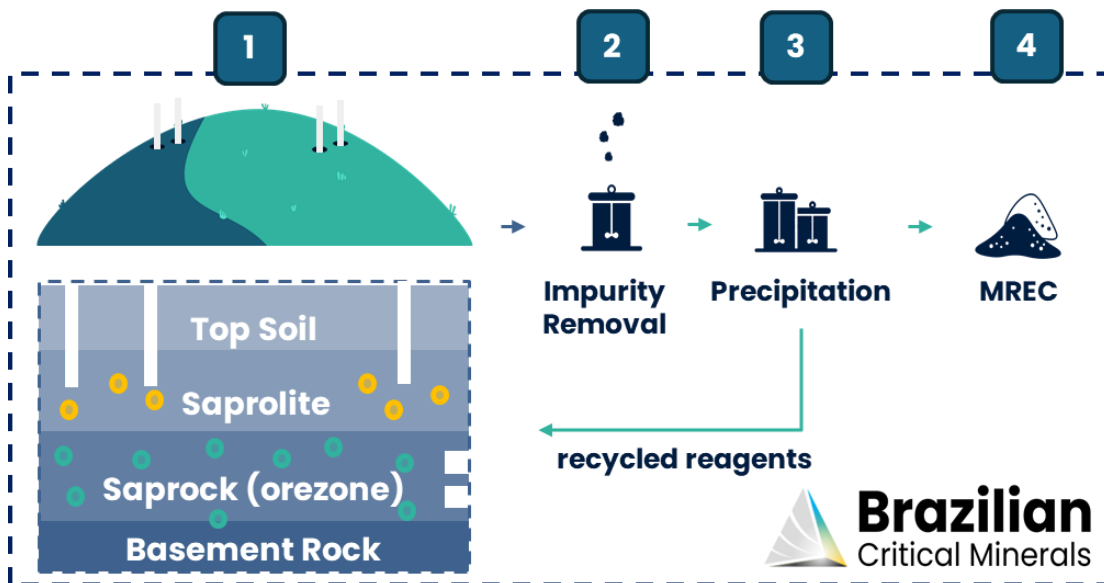 1
2
3
4
Impurity
Removal
Precipitation
MREC
Top Soil
Saprolite
Saprock (orezone)
Basement Rock
recycled reagents
Brazilian
Critical Minerals